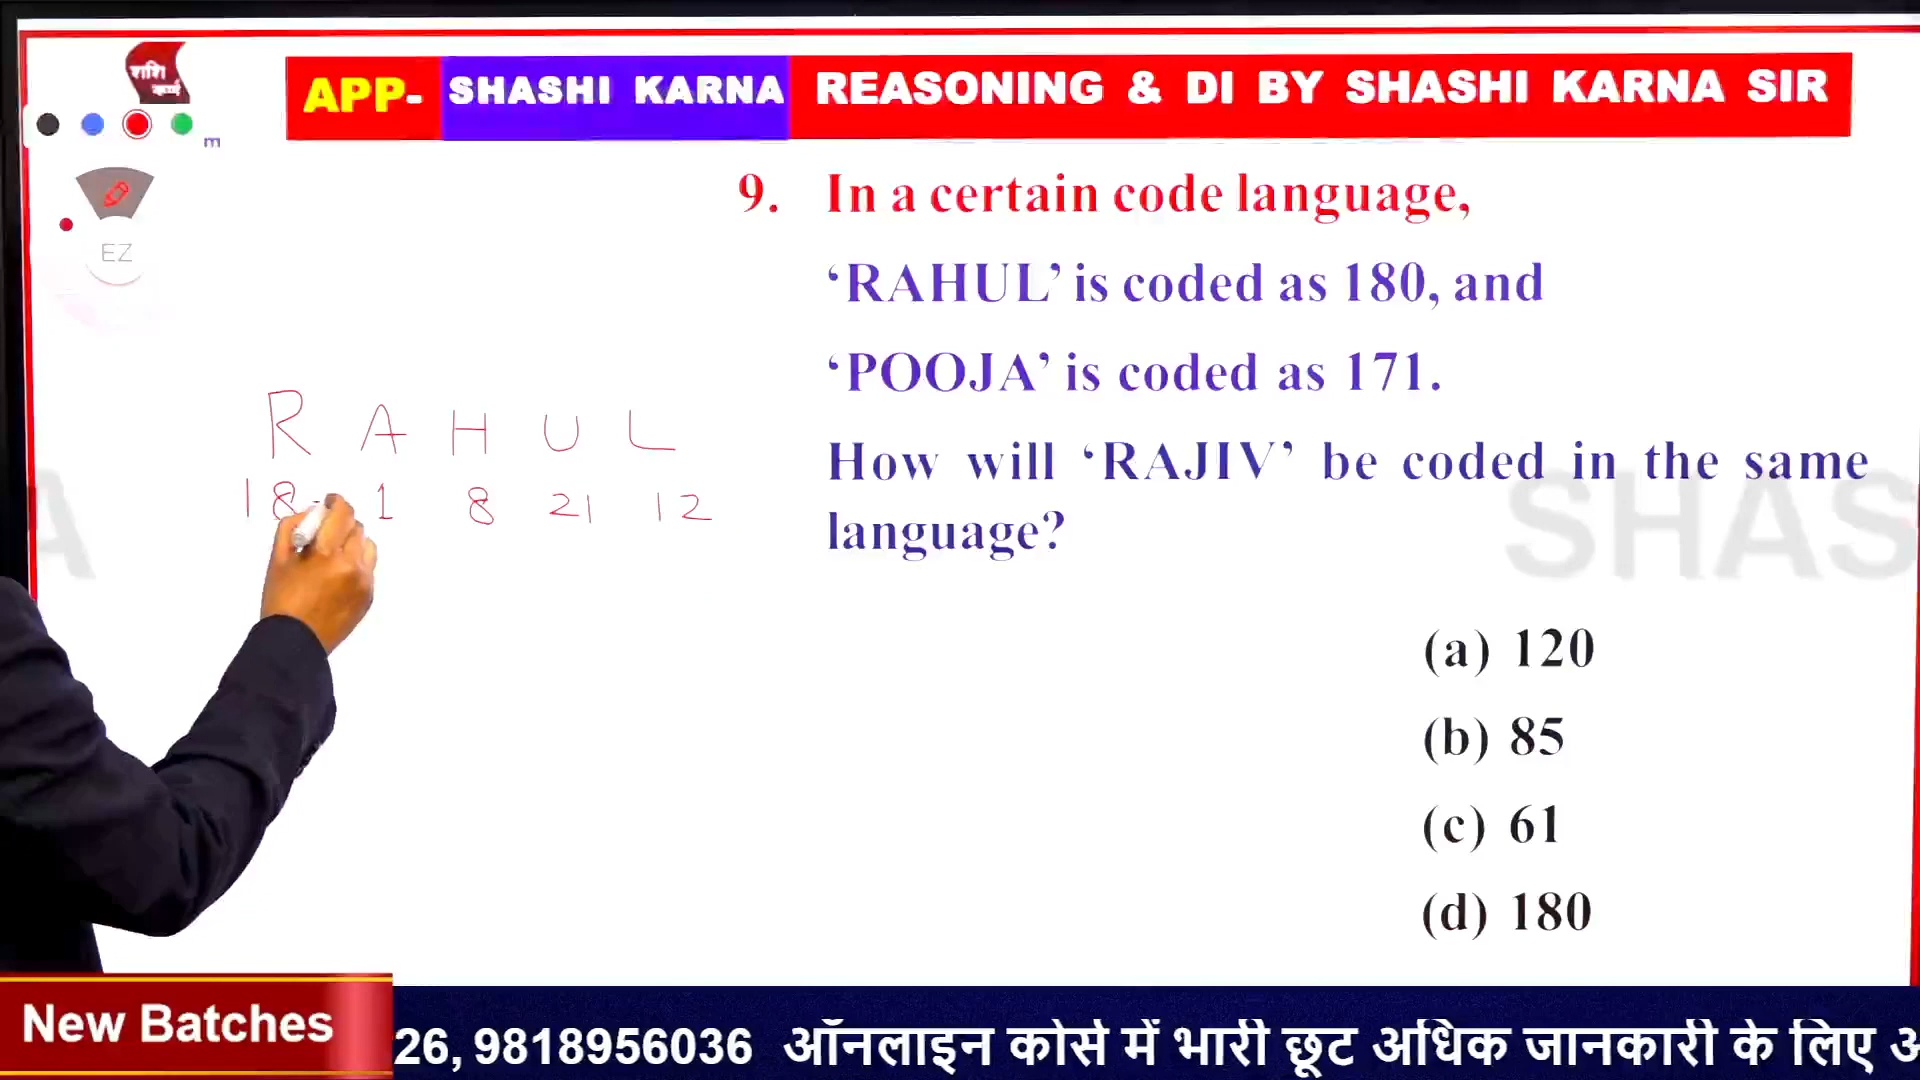 शशि
APP- SHASHI KARNA REASONING & DI BY SHASHI KARNA SIR
m
EZ
9. In a certain code language,
‘RAHUL’ is coded as 180, and
‘POOJA’ is coded as 171.
How will ‘RAJIV’ be coded in the same
language?
(a) 120
(b) 85
(c) 61
(d) 180
R A H U L
18 1 8 21 12
A
SHAS
New Batches
26, 9818956036 ऑनलाइन कोर्स में भारी छूट अधिक जानकारी के लिए अ